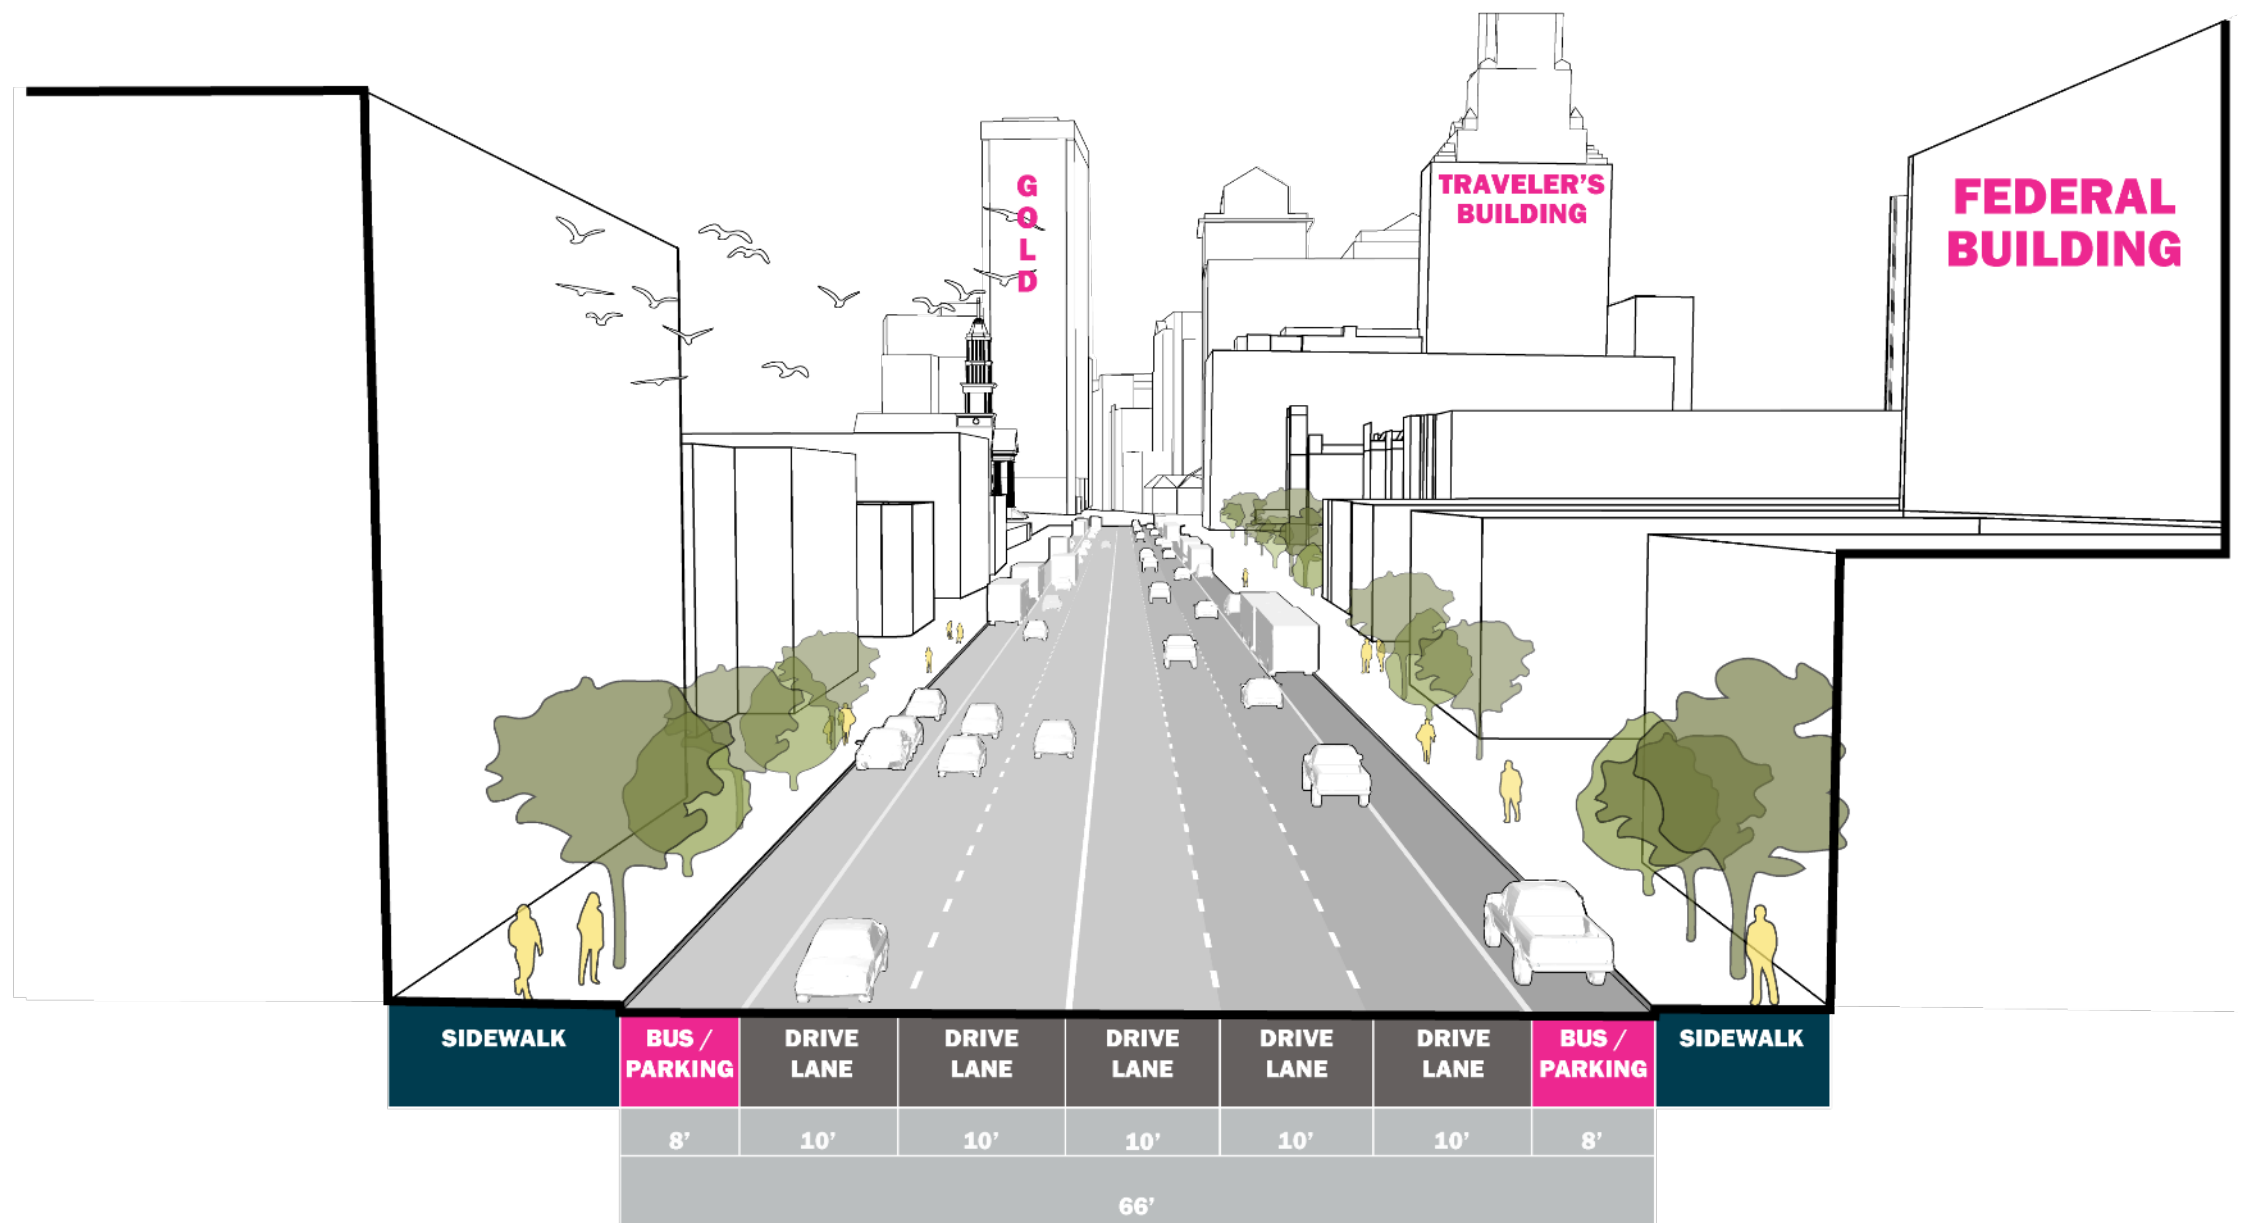 G
O
L
D
TRAVELER'S
BUILDING
FEDERAL
BUILDING
SIDEWALK
BUS /
PARKING
DRIVE
LANE
DRIVE
LANE
DRIVE
LANE
DRIVE
LANE
DRIVE
LANE
BUS /
PARKING
SIDEWALK
8'
10'
10'
10'
10'
10'
8'
66'